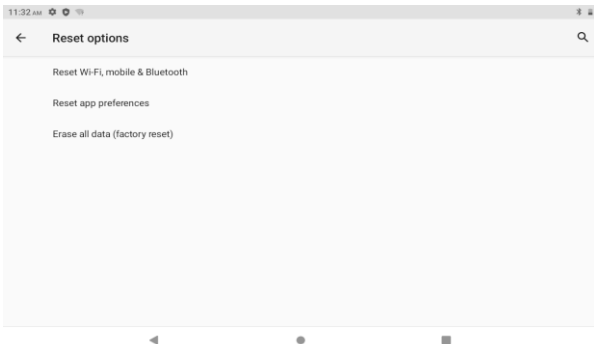 11:32 AM
Reset options
Reset Wi-Fi, mobile & Bluetooth
Reset app preferences
Erase all data (factory reset)